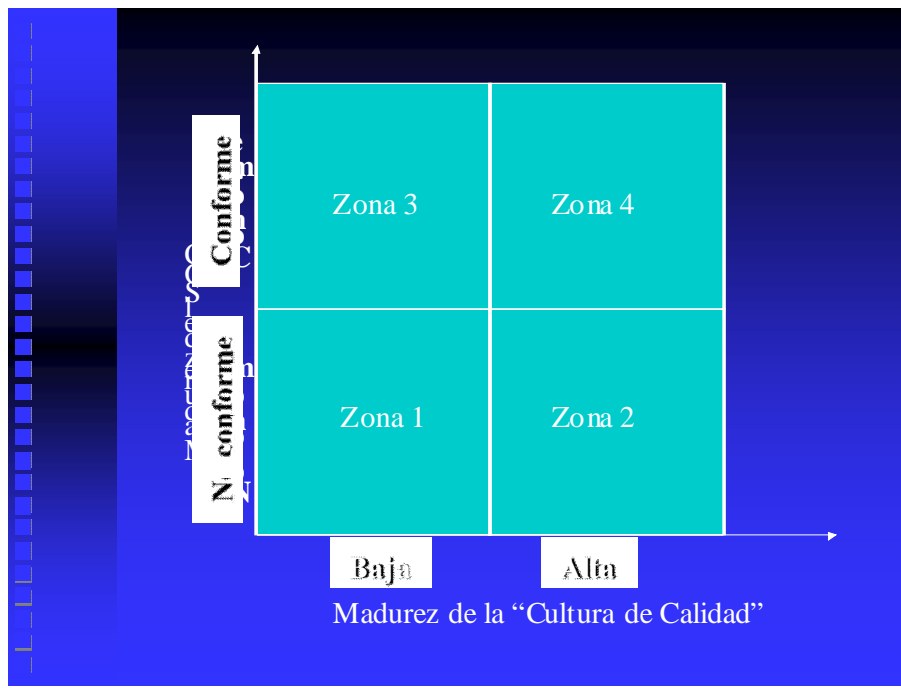 Conforme
Zona 3
Zona 4
No conforme
Zona 1
Zona 2
Baja
Alta
Madurez de la “Cultura de Calidad”